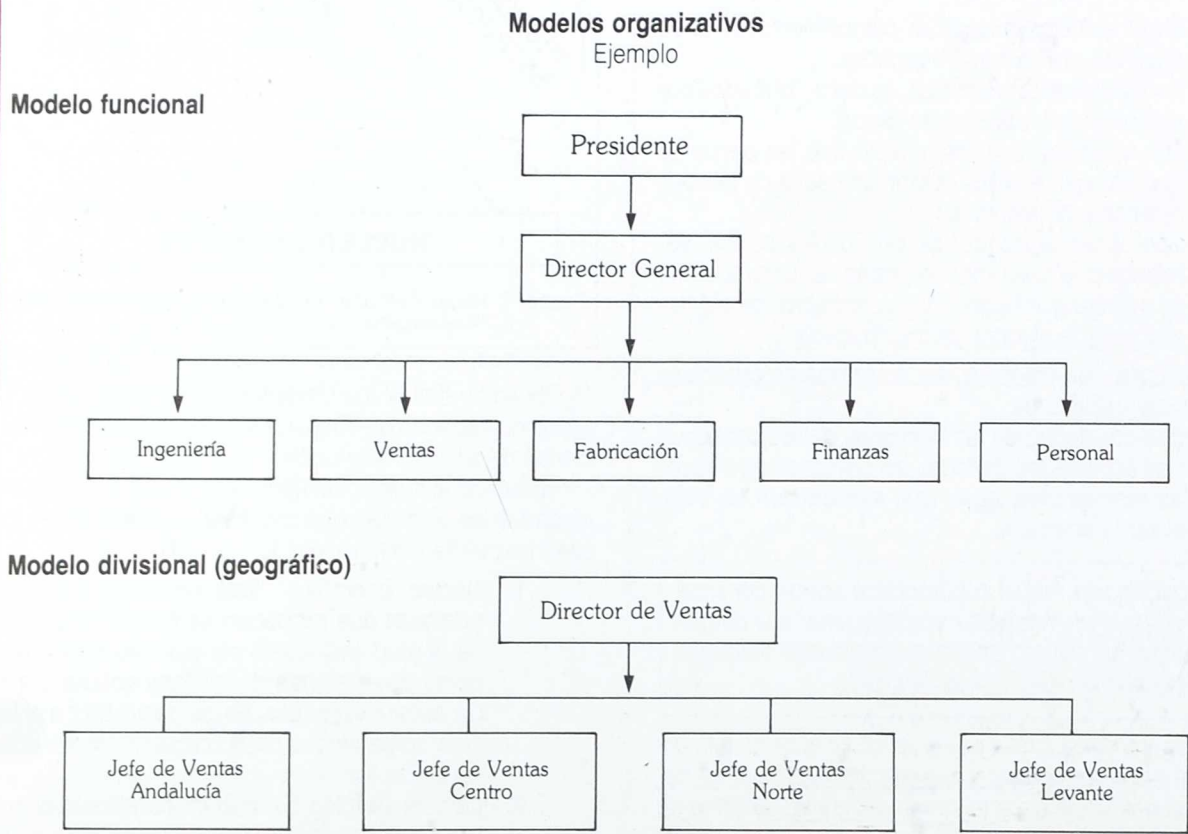 Modelos organizativos
Ejemplo
Modelo funcional
Presidente
Director General
Ingeniería
Ventas
Fabricación
Finanzas
Personal
Modelo divisional (geográfico)
Director de Ventas
Jefe de Ventas
Andalucía
Jefe de Ventas
Centro
Jefe de Ventas
Norte
Jefe de Ventas
Levante